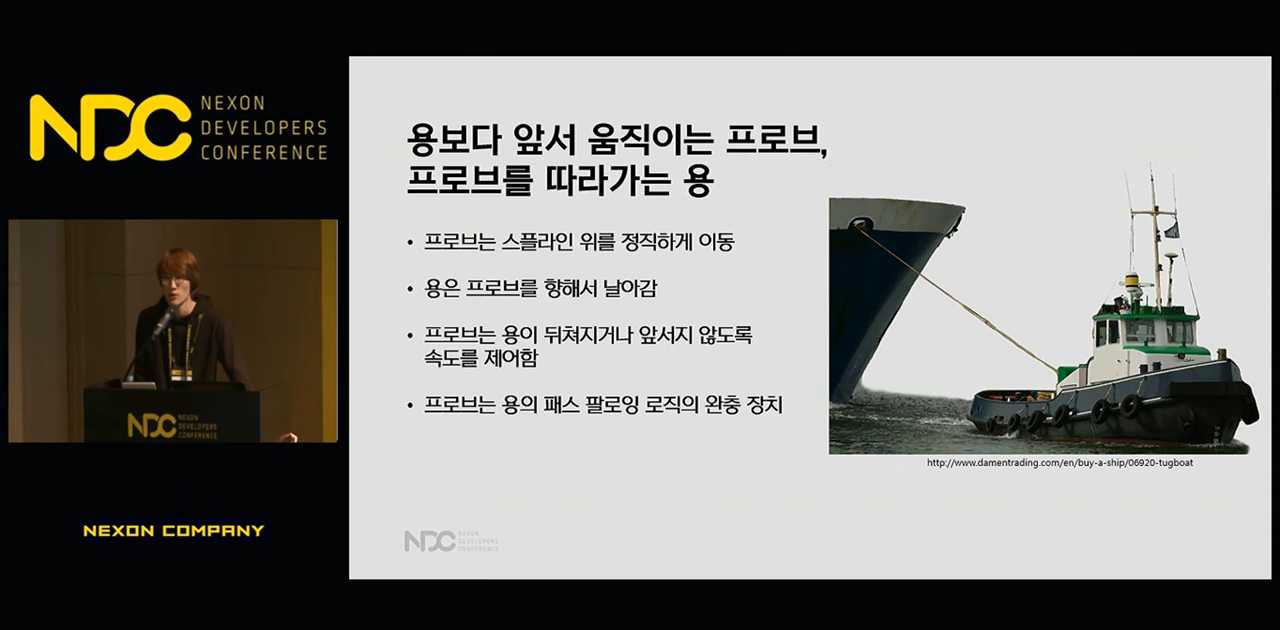 NDC NEXON
DEVELOPERS
CONFERENCE
용보다 앞서 움직이는 프로브,
프로브를 따라가는 용
• 프로브는 스플라인 위를 정직하게 이동
• 용은 프로브를 향해서 날아감
• 프로브는 용이 뒤쳐지거나 앞서지 않도록
속도를 제어함
• 프로브는 용의 패스 팔로잉 로직의 완충 장치
http://www.damentrading.com/en/buy-a-ship/06920-tugboat
NDC NEXON
DEVELOPERS
CONFERENCE
NEXON COMPANY
NDC NEXON
DEVELOPERS
CONFERENCE